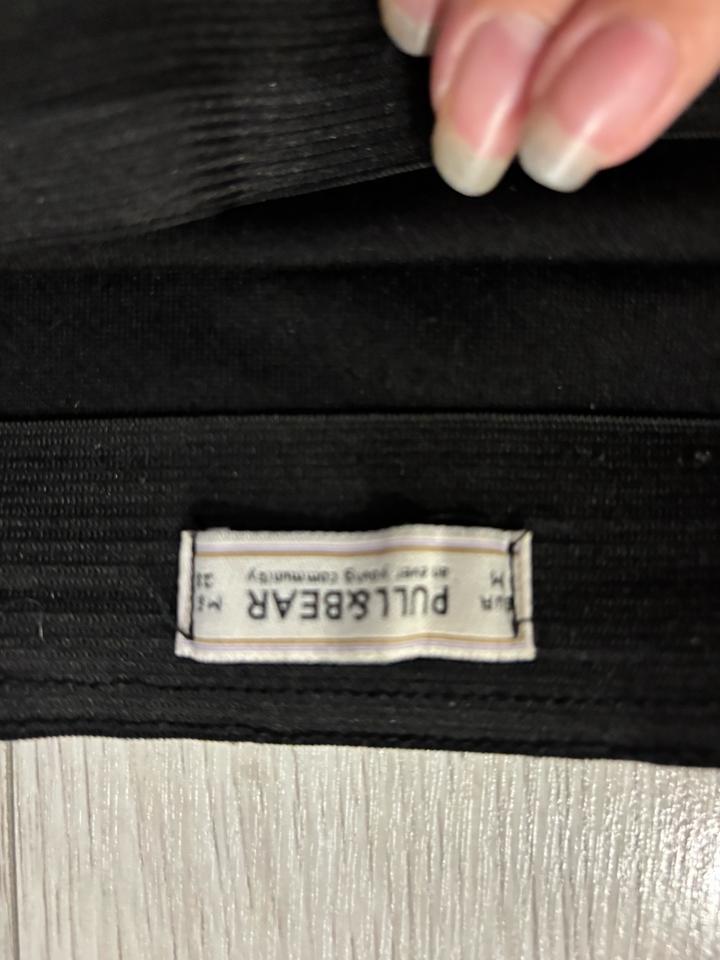 EUR
M
PULL&BEAR
an ever young community